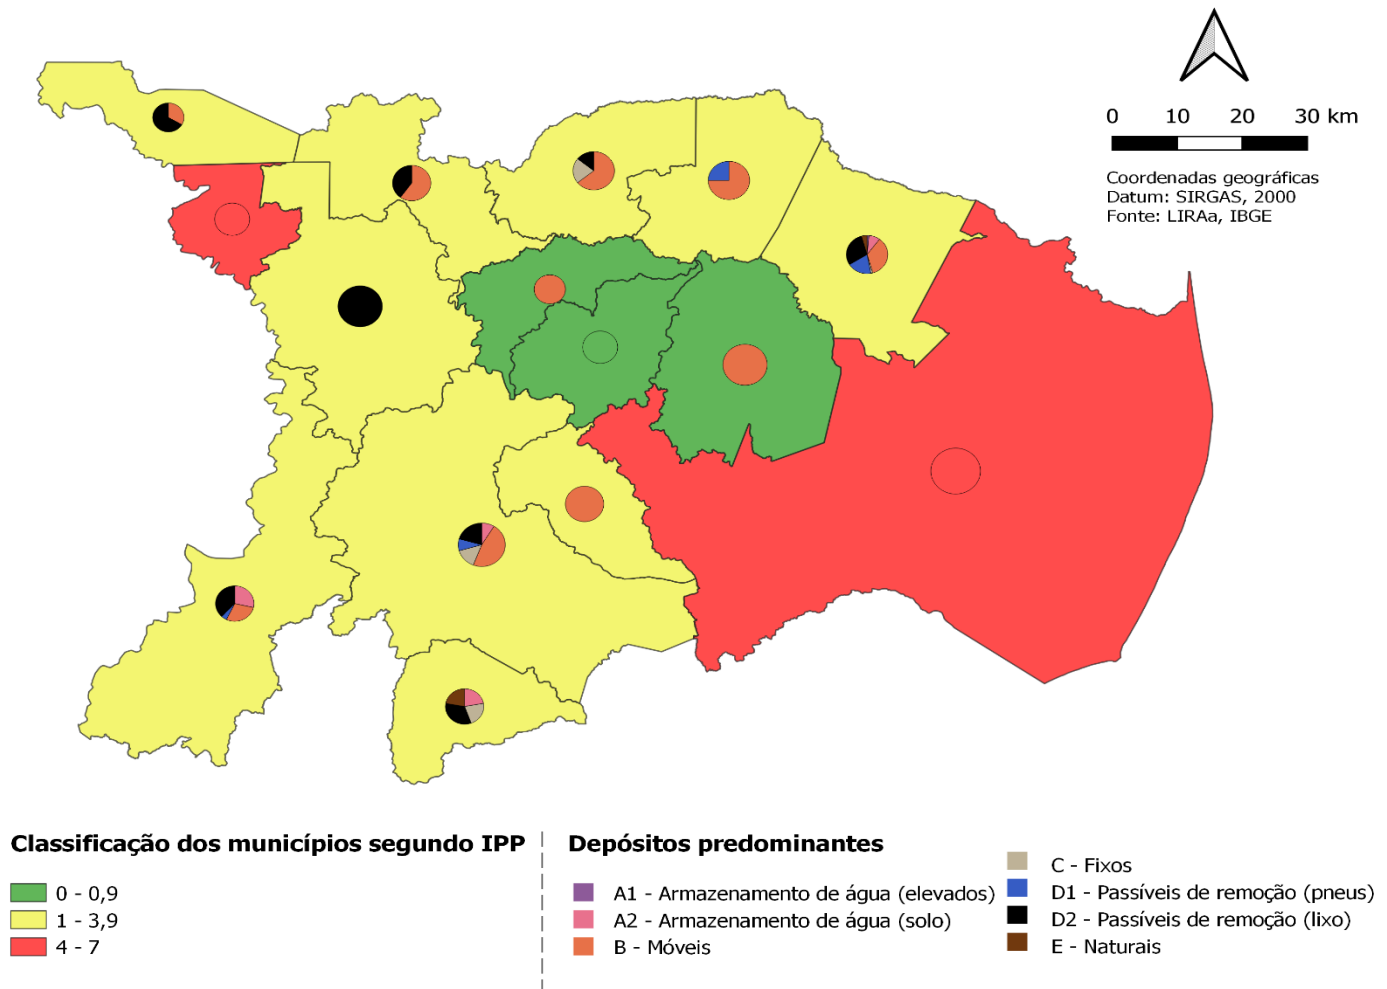 0 10 20 30 km
Coordenadas geográficas
Datum: SIRGAS, 2000
Fonte: LIRAa, IBGE
Classificação dos municípios segundo IPP
0 - 0,9
1 - 3,9
4 - 7
Depósitos predominantes
A1 - Armazenamento de água (elevados)
A2 - Armazenamento de água (solo)
B - Móveis
C - Fixos
D1 - Passíveis de remoção (pneus)
D2 - Passíveis de remoção (lixo)
E - Naturais